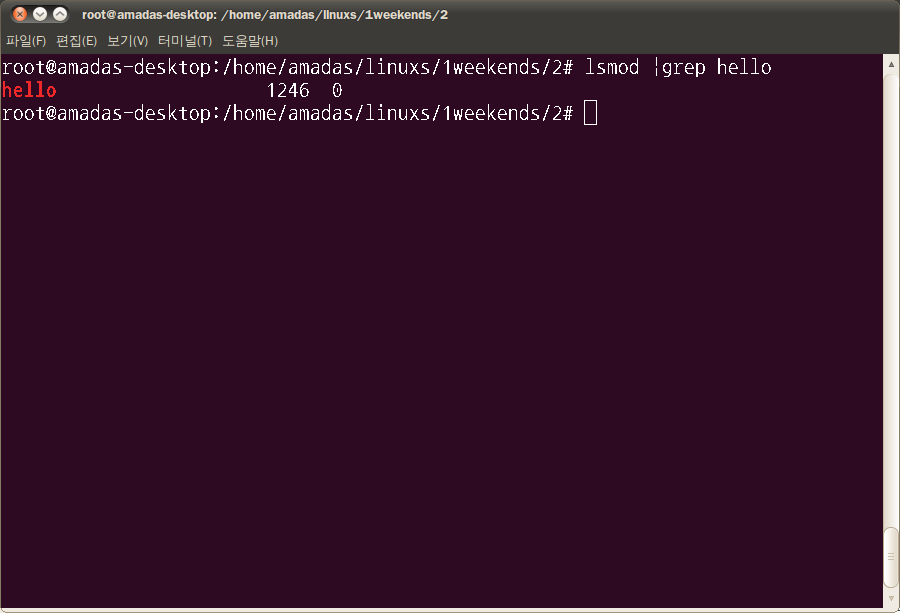 root@amadas-desktop: /home/amadas/linuxs/1weekends/2
파일(F) 편집(E) 보기(V) 터미널(T) 도움말(H)
root@amadas-desktop:/home/amadas/linuxs/1weekends/2# lsmod |grep hello
hello 1246 0
root@amadas-desktop:/home/amadas/linuxs/1weekends/2#